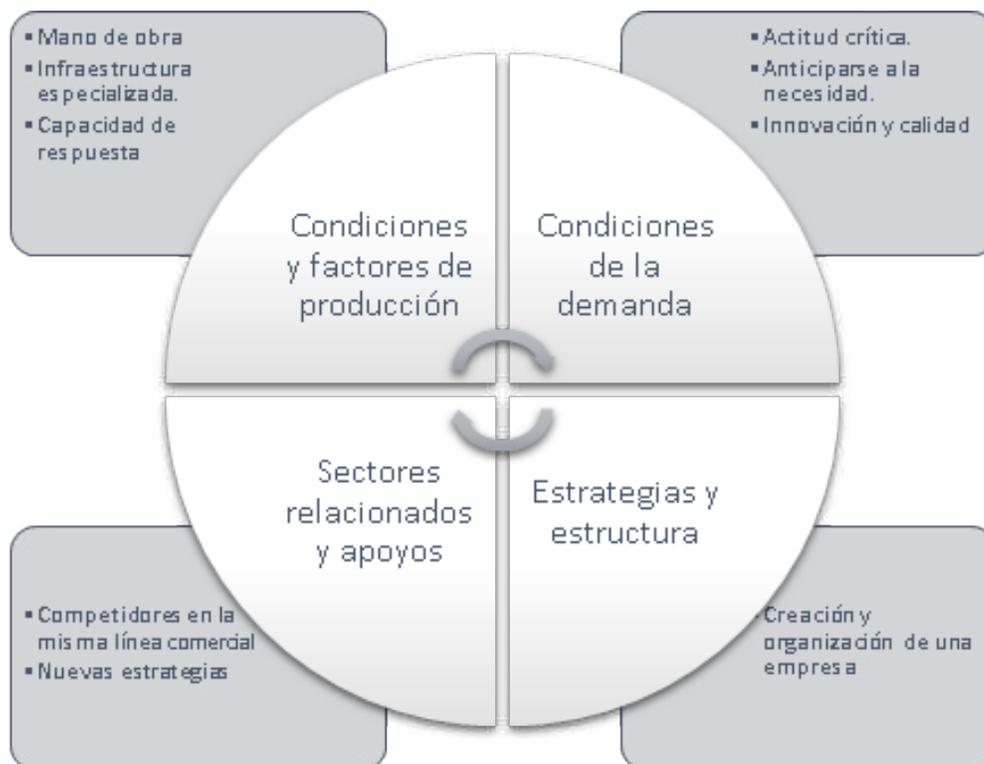 ▪ Mano de obra
▪ Infraestructura
especializada.
▪ Capacidad de
respuesta
▪ Actitud crítica.
▪ Anticiparse a la
necesidad.
▪ Innovación y calidad
Condiciones
y factores de
producción
Condiciones
de la
demanda
Sectores
relacionados
y apoyos
Estrategias y
estructura
▪ Competidores en la
misma línea comercial
▪ Nuevas estrategias
▪ Creación y
organización de una
empresa